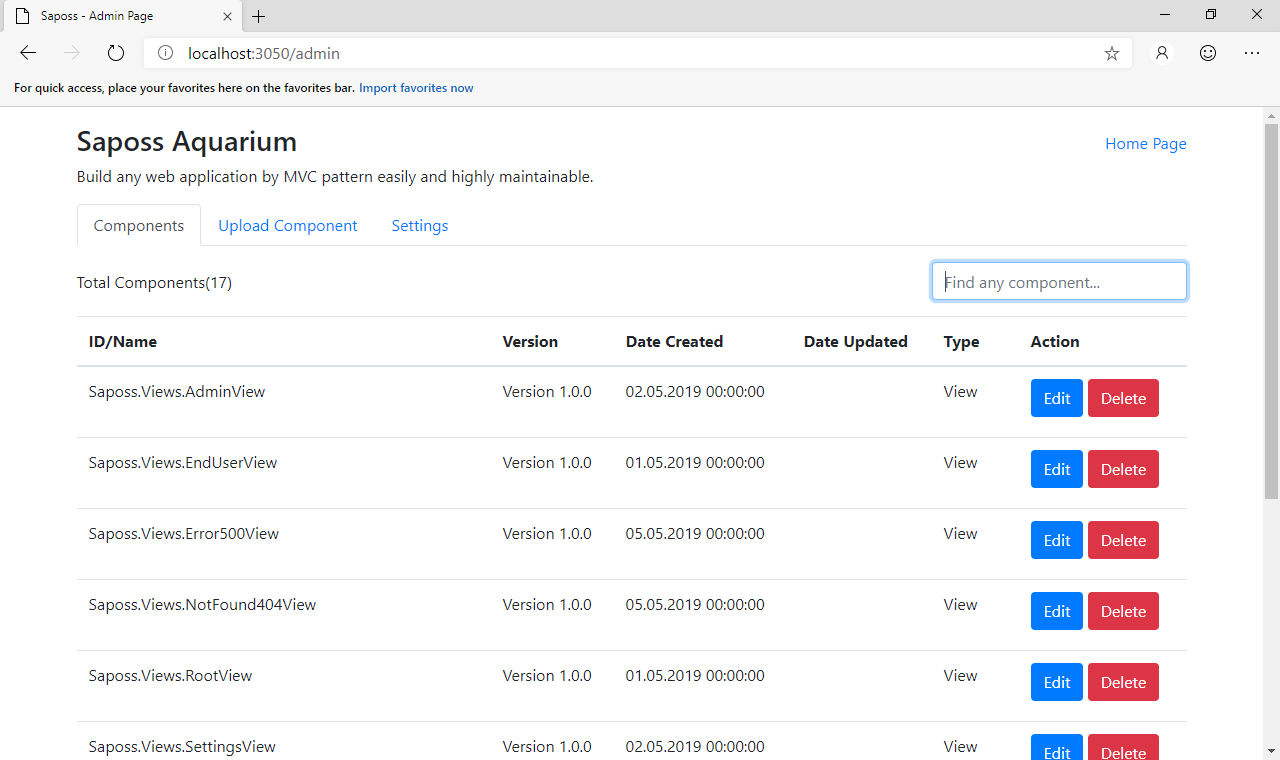 Saposs - Admin Page
localhost:3050/admin
For quick access, place your favorites here on the favorites bar. Import favorites now
Saposs Aquarium
Home Page
Build any web application by MVC pattern easily and highly maintainable.
Components Upload Component Settings
Total Components(17)
Find any component...
ID/Name Version Date Created Date Updated Type Action
Saposs.Views.AdminView Version 1.0.0 02.05.2019 00:00:00 View Edit Delete
Saposs.Views.EndUserView Version 1.0.0 01.05.2019 00:00:00 View Edit Delete
Saposs.Views.Error500View Version 1.0.0 05.05.2019 00:00:00 View Edit Delete
Saposs.Views.NotFound404View Version 1.0.0 05.05.2019 00:00:00 View Edit Delete
Saposs.Views.RootView Version 1.0.0 01.05.2019 00:00:00 View Edit Delete
Saposs.Views.SettingsView Version 1.0.0 02.05.2019 00:00:00 View Edit Delete